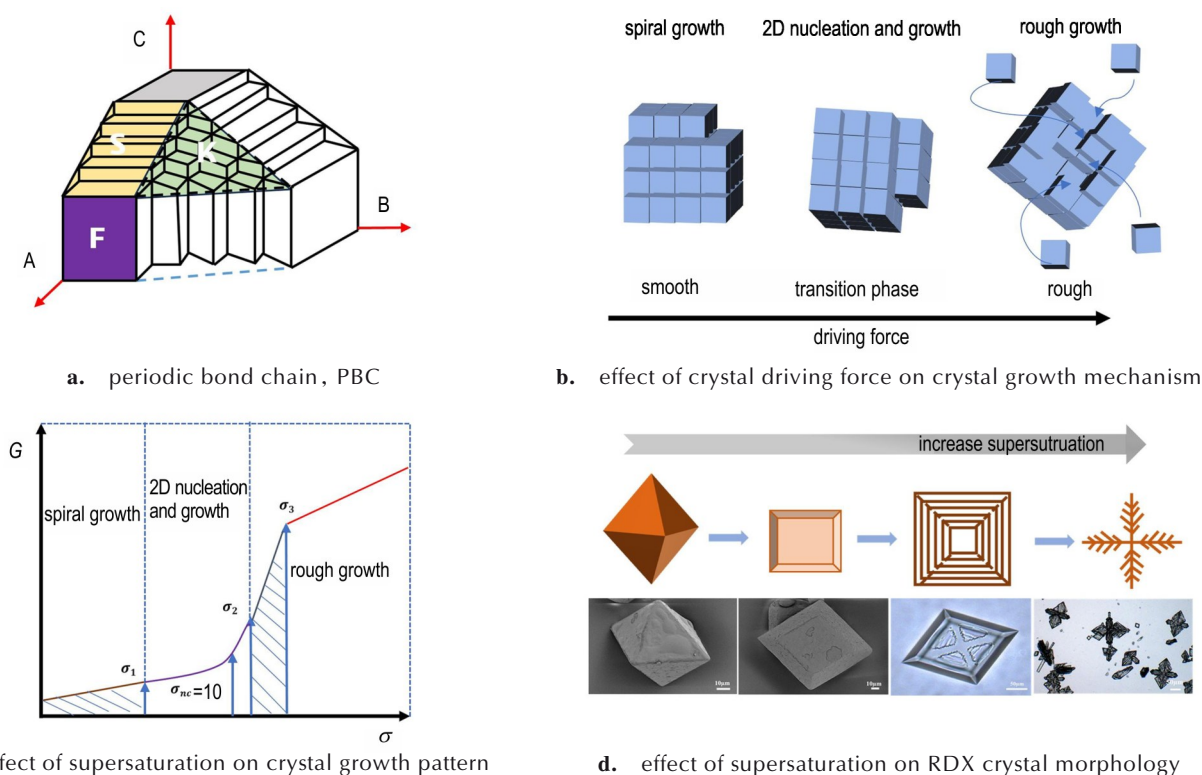 C
S
K
F
B
A
spiral growth 2D nucleation and growth rough growth
smooth transition phase rough
driving force
a. periodic bond chain, PBC
b. effect of crystal driving force on crystal growth mechanism
G
spiral growth
2D nucleation
and growth
rough growth
σ1
σnc=10
σ2
σ3
σ
increase supersutruation
10μm
10μm
fect of supersaturation on crystal growth pattern
d. effect of supersaturation on RDX crystal morphology